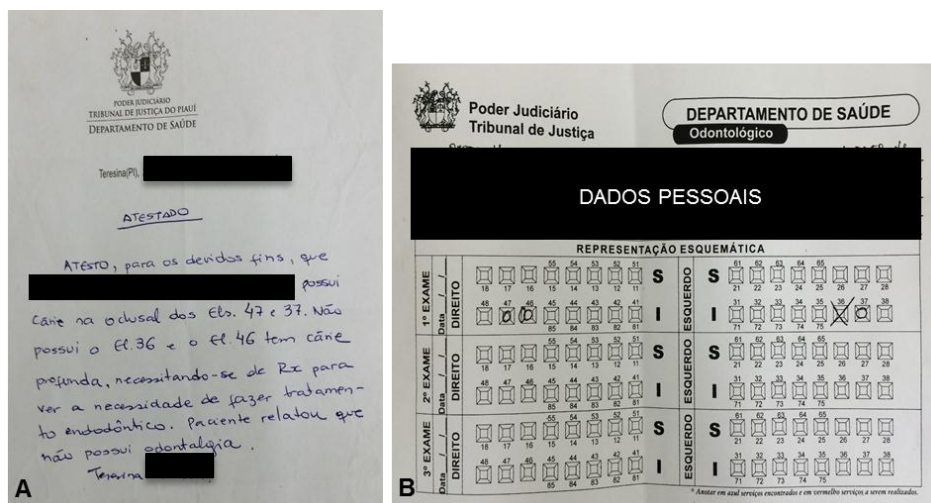 PODER JUDICIÁRIO
TRIBUNAL DE JUSTIÇA DO PIAUÍ
DEPARTAMENTO DE SAÚDE
Teresina(PI),
ATESTADO
ATESTO, para os devidos fins, que
possui
cárie na oclusal dos Els. 47 e 37. Não
possui o El. 36 e o El. 46 tem cárie
profunda, necessitando-se de Rx para
ver a necessidade de fazer tratamen-
to endodôntico. Paciente relatou que
não possui odontalgia.
Teresina
A
Poder Judiciário
Tribunal de Justiça
DEPARTAMENTO DE SAÚDE
Odontológico
DADOS PESSOAIS
REPRESENTAÇÃO ESQUEMÁTICA
1º EXAME
Data / /
DIREITO
55 54 53 52 51
18 17 16 15 14 13 12 11
S
48 47 46 45 44 43 42 41
85 84 83 82 81
I
ESQUERDO
61 62 63 64 65
S
21 22 23 24 25 26 27 28
31 32 33 34 35 36 37 38
I
71 72 73 74 75
2º EXAME
Data / /
DIREITO
55 54 53 52 51
18 17 16 15 14 13 12 11
S
48 47 46 45 44 43 42 41
85 84 83 82 81
I
ESQUERDO
61 62 63 64 65
S
21 22 23 24 25 26 27 28
31 32 33 34 35 36 37 38
I
71 72 73 74 75
3º EXAME
Data / /
DIREITO
55 54 53 52 51
18 17 16 15 14 13 12 11
S
48 47 46 45 44 43 42 41
85 84 83 82 81
I
ESQUERDO
61 62 63 64 65
S
21 22 23 24 25 26 27 28
31 32 33 34 35 36 37 38
I
71 72 73 74 75
* Anotar em azul serviços encontrados e em vermelho serviços a serem realizados.
B